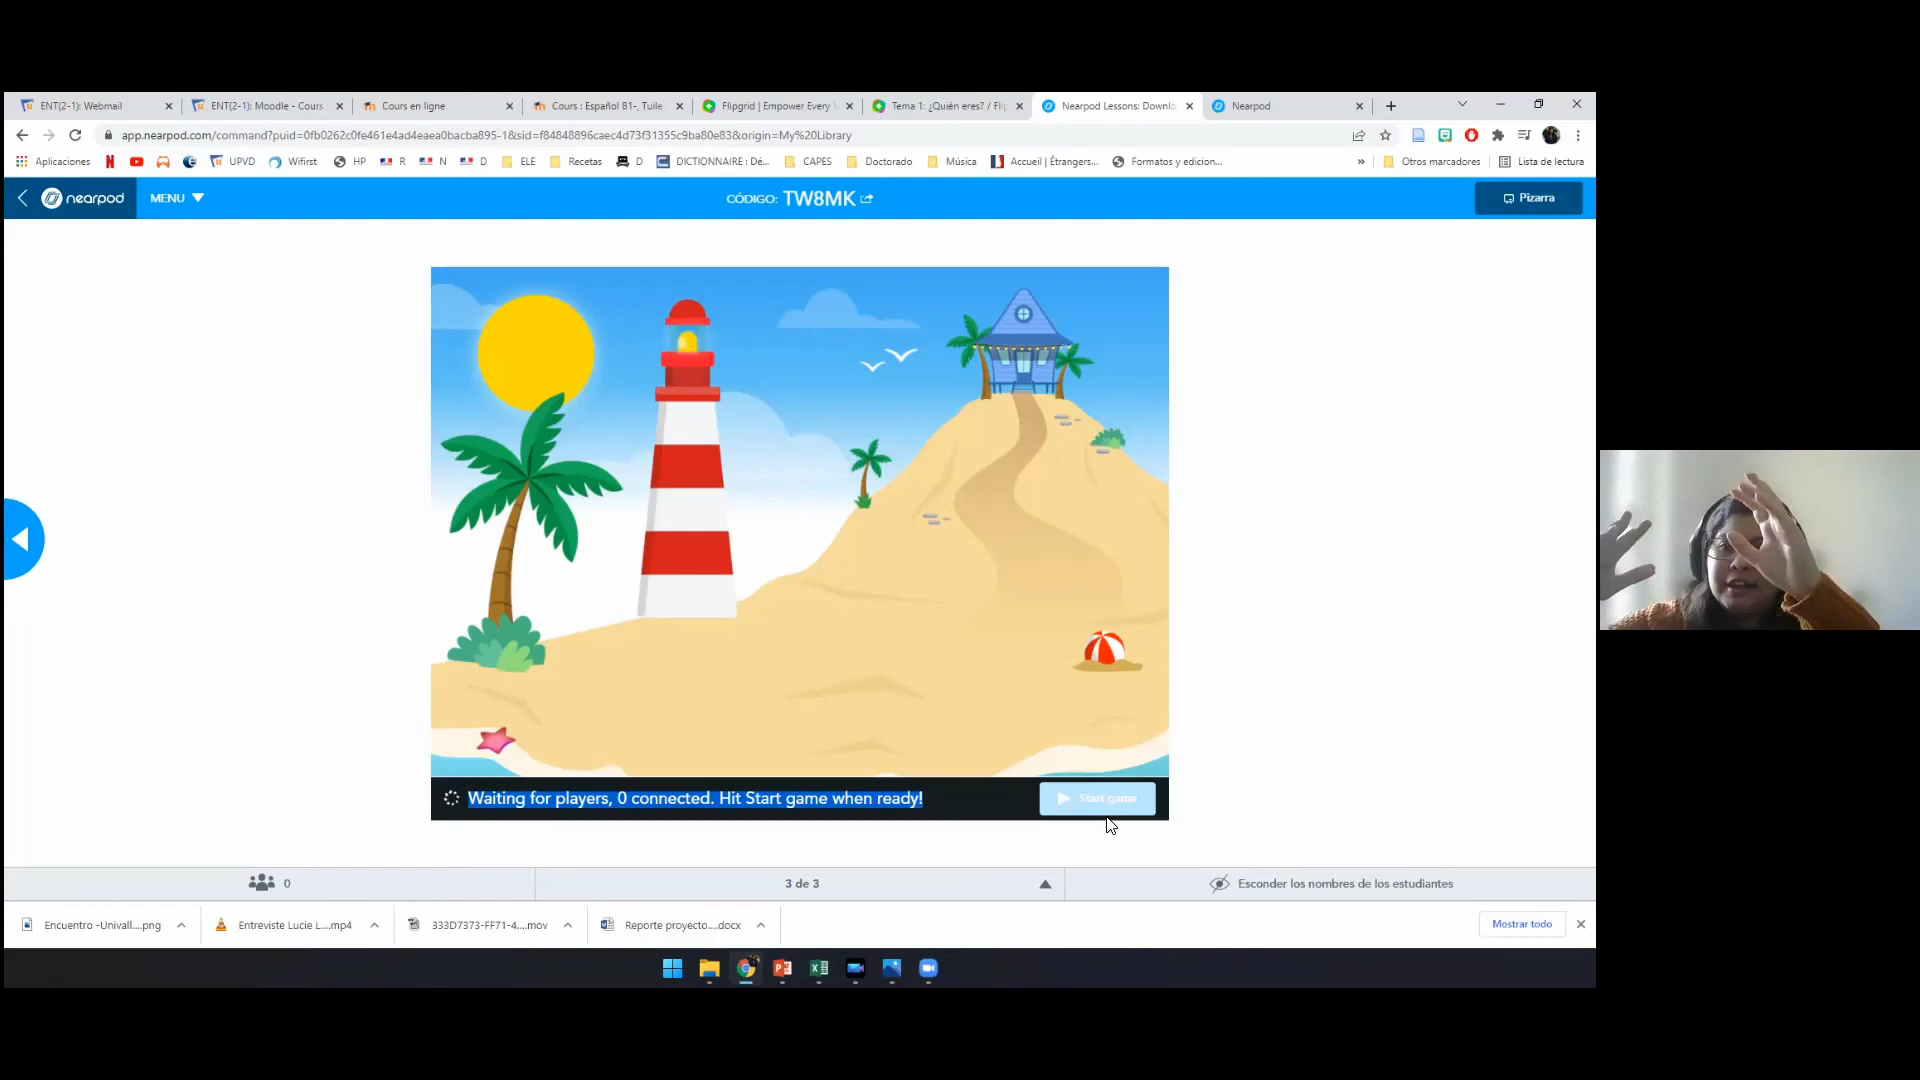 ENT(2-1): Webmail
ENT(2-1): Moodle - Cours
Cours en ligne
Cours : Español B1-, Tuile
Flipgrid | Empower Every
Tema 1: ¿Quién eres? / Flip
Nearpod Lessons: Downlo
Nearpod
app.nearpod.com/command?puid=0fb0262c0fe461e4ad4eaea0bacba895-1&sid=f84848896caec4d73f31355c9ba80e83&origin=My%20Library
Aplicaciones
UPVD
Wifirst
HP
R
N
D
ELE
Recetas
D
DICTIONNAIRE : Dé...
CAPES
Doctorado
Música
Accueil | Étrangers...
Formatos y edicion...
»
Otros marcadores
Lista de lectura
nearpod
MENU
CÓDIGO: TW8MK
Pizarra
Waiting for players, 0 connected. Hit Start game when ready!
Start game
0
3 de 3
Esconder los nombres de los estudiantes
Encuentro -Univall....png
Entreviste Lucie L....mp4
333D7373-FF71-4....mov
Reporte proyecto....docx
Mostrar todo